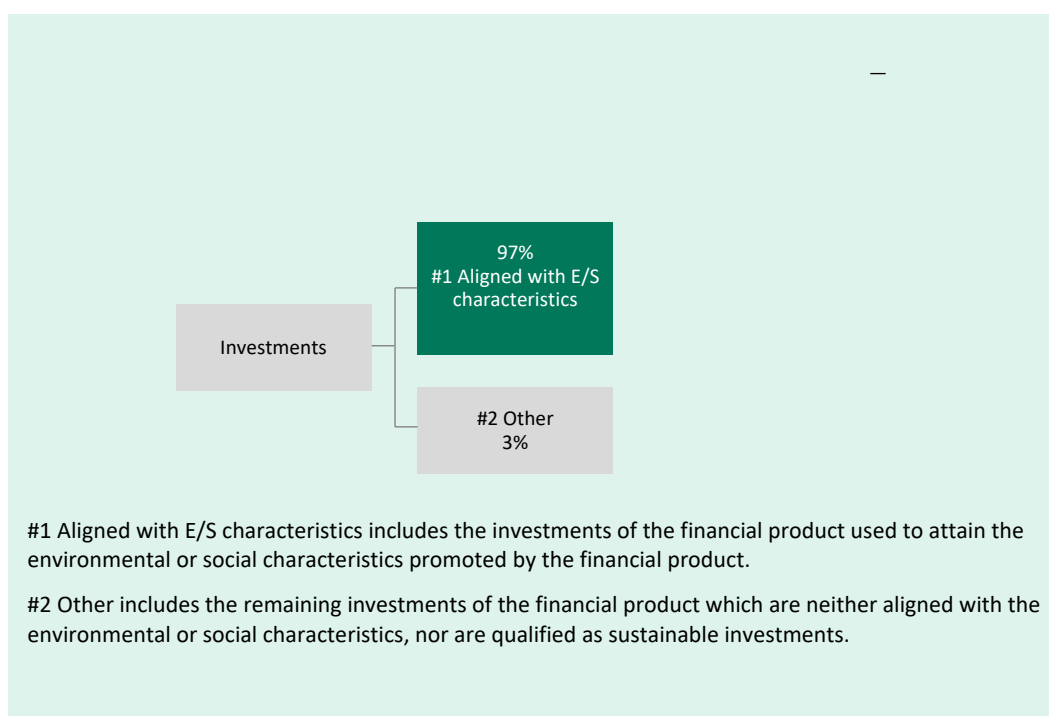 —
97%
#1 Aligned with E/S
characteristics
Investments
#2 Other
3%
#1 Aligned with E/S characteristics includes the investments of the financial product used to attain the
environmental or social characteristics promoted by the financial product.
#2 Other includes the remaining investments of the financial product which are neither aligned with the
environmental or social characteristics, nor are qualified as sustainable investments.